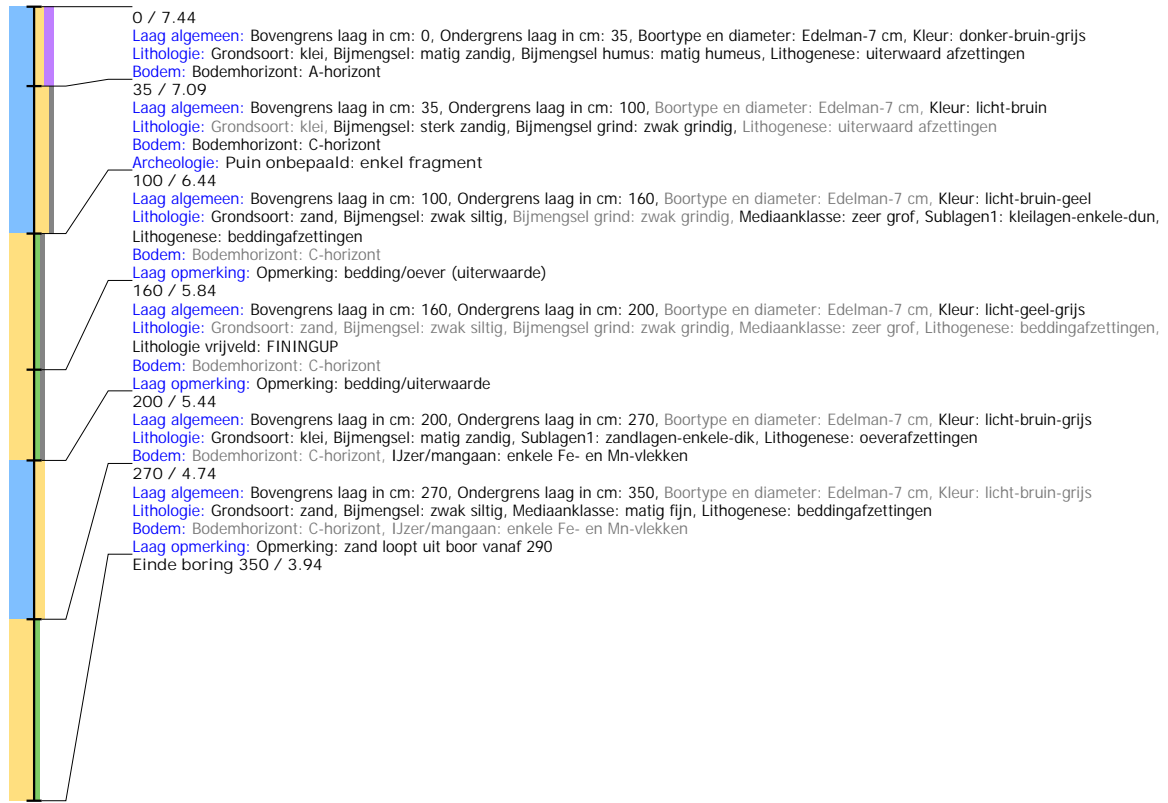 0 / 7.44
Laag algemeen: Bovengrens laag in cm: 0, Ondergrens laag in cm: 35, Boortype en diameter: Edelman-7 cm, Kleur: donker-bruin-grijs
Lithologie: Grondsoort: klei, Bijmengsel: matig zandig, Bijmengsel humus: matig humeus, Lithogenese: uiterwaard afzettingen
Bodem: Bodemhorizont: A-horizont
35 / 7.09
Laag algemeen: Bovengrens laag in cm: 35, Ondergrens laag in cm: 100, Boortype en diameter: Edelman-7 cm, Kleur: licht-bruin
Lithologie: Grondsoort: klei, Bijmengsel: sterk zandig, Bijmengsel grind: zwak grindig, Lithogenese: uiterwaard afzettingen
Bodem: Bodemhorizont: C-horizont
Archeologie: Puin onbepaald: enkel fragment
100 / 6.44
Laag algemeen: Bovengrens laag in cm: 100, Ondergrens laag in cm: 160, Boortype en diameter: Edelman-7 cm, Kleur: licht-bruin-geel
Lithologie: Grondsoort: zand, Bijmengsel: zwak siltig, Bijmengsel grind: zwak grindig, Mediaanklasse: zeer grof, Sublagen1: kleilagen-enkele-dun,
Lithogenese: beddingafzettingen
Bodem: Bodemhorizont: C-horizont
Laag opmerking: Opmerking: bedding/oever (uiterwaarde)
160 / 5.84
Laag algemeen: Bovengrens laag in cm: 160, Ondergrens laag in cm: 200, Boortype en diameter: Edelman-7 cm, Kleur: licht-geel-grijs
Lithologie: Grondsoort: zand, Bijmengsel: zwak siltig, Bijmengsel grind: zwak grindig, Mediaanklasse: zeer grof, Lithogenese: beddingafzettingen,
Lithologie vrijveld: FININGUP
Bodem: Bodemhorizont: C-horizont
Laag opmerking: Opmerking: bedding/uiterwaarde
200 / 5.44
Laag algemeen: Bovengrens laag in cm: 200, Ondergrens laag in cm: 270, Boortype en diameter: Edelman-7 cm, Kleur: licht-bruin-grijs
Lithologie: Grondsoort: klei, Bijmengsel: matig zandig, Sublagen1: zandlagen-enkele-dik, Lithogenese: oeverafzettingen
Bodem: Bodemhorizont: C-horizont, IJzer/mangaan: enkele Fe- en Mn-vlekken
270 / 4.74
Laag algemeen: Bovengrens laag in cm: 270, Ondergrens laag in cm: 350, Boortype en diameter: Edelman-7 cm, Kleur: licht-bruin-grijs
Lithologie: Grondsoort: zand, Bijmengsel: zwak siltig, Mediaanklasse: matig fijn, Lithogenese: beddingafzettingen
Bodem: Bodemhorizont: C-horizont, IJzer/mangaan: enkele Fe- en Mn-vlekken
Laag opmerking: Opmerking: zand loopt uit boor vanaf 290
Einde boring 350 / 3.94